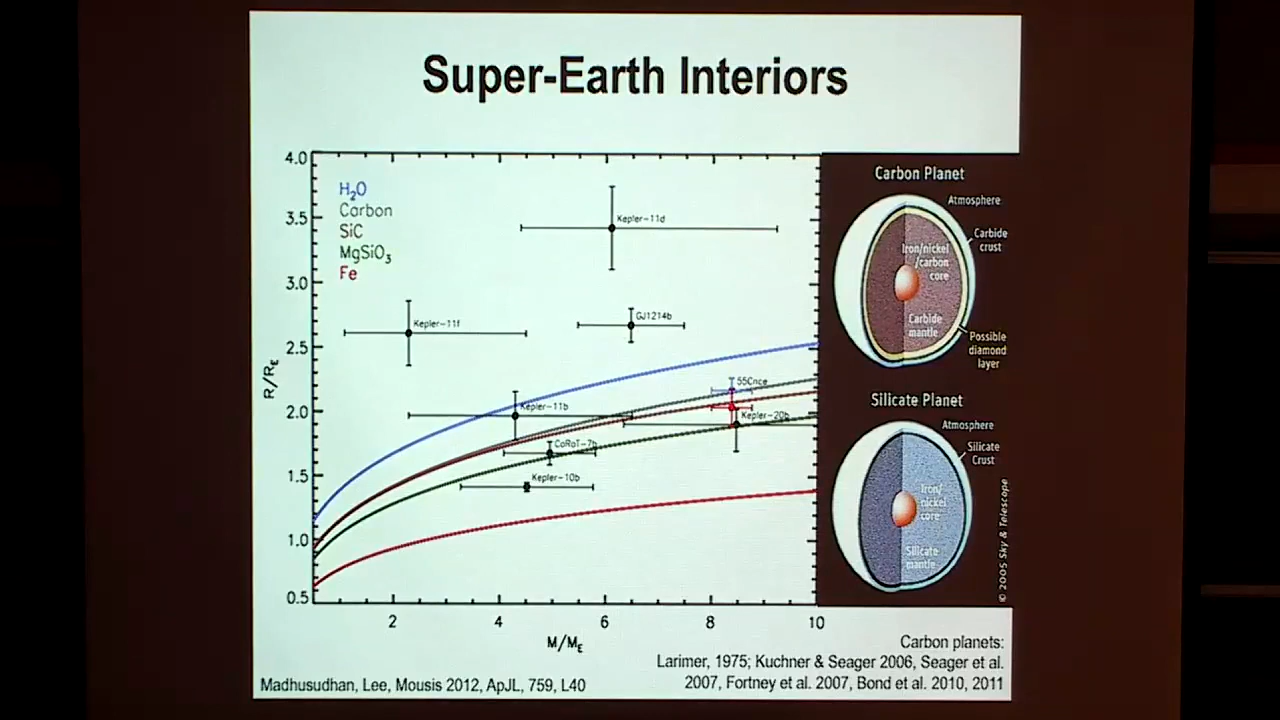 Super-Earth Interiors
4.0
3.5
3.0
2.5
2.0
1.5
1.0
0.5
R/R_E
H₂O
Carbon
SiC
MgSiO₃
Fe
Kepler-11d
Kepler-11f
GJ1214b
55Cnce
Kepler-11b
Kepler-20b
CoRoT-7b
Kepler-10b
2
4
6
8
10
M/M_E
Carbon Planet
Atmosphere
Carbide
crust
Iron/nickel
/carbon
core
Carbide
mantle
Possible
diamond
layer
Silicate Planet
Atmosphere
Silicate
Crust
Iron/
nickel
core
Silicate
mantle
© 2005 Sky & Telescope
Carbon planets:
Larimer, 1975; Kuchner & Seager 2006, Seager et al.
2007, Fortney et al. 2007, Bond et al. 2010, 2011
Madhusudhan, Lee, Mousis 2012, ApJL, 759, L40